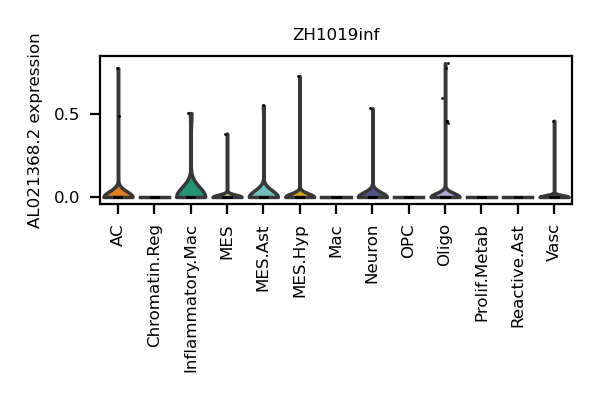 ZH1019inf
AL021368.2 expression
0.5
0.0
AC
Chromatin.Reg
Inflammatory.Mac
MES
MES.Ast
MES.Hyp
Mac
Neuron
OPC
Oligo
Prolif.Metab
Reactive.Ast
Vasc